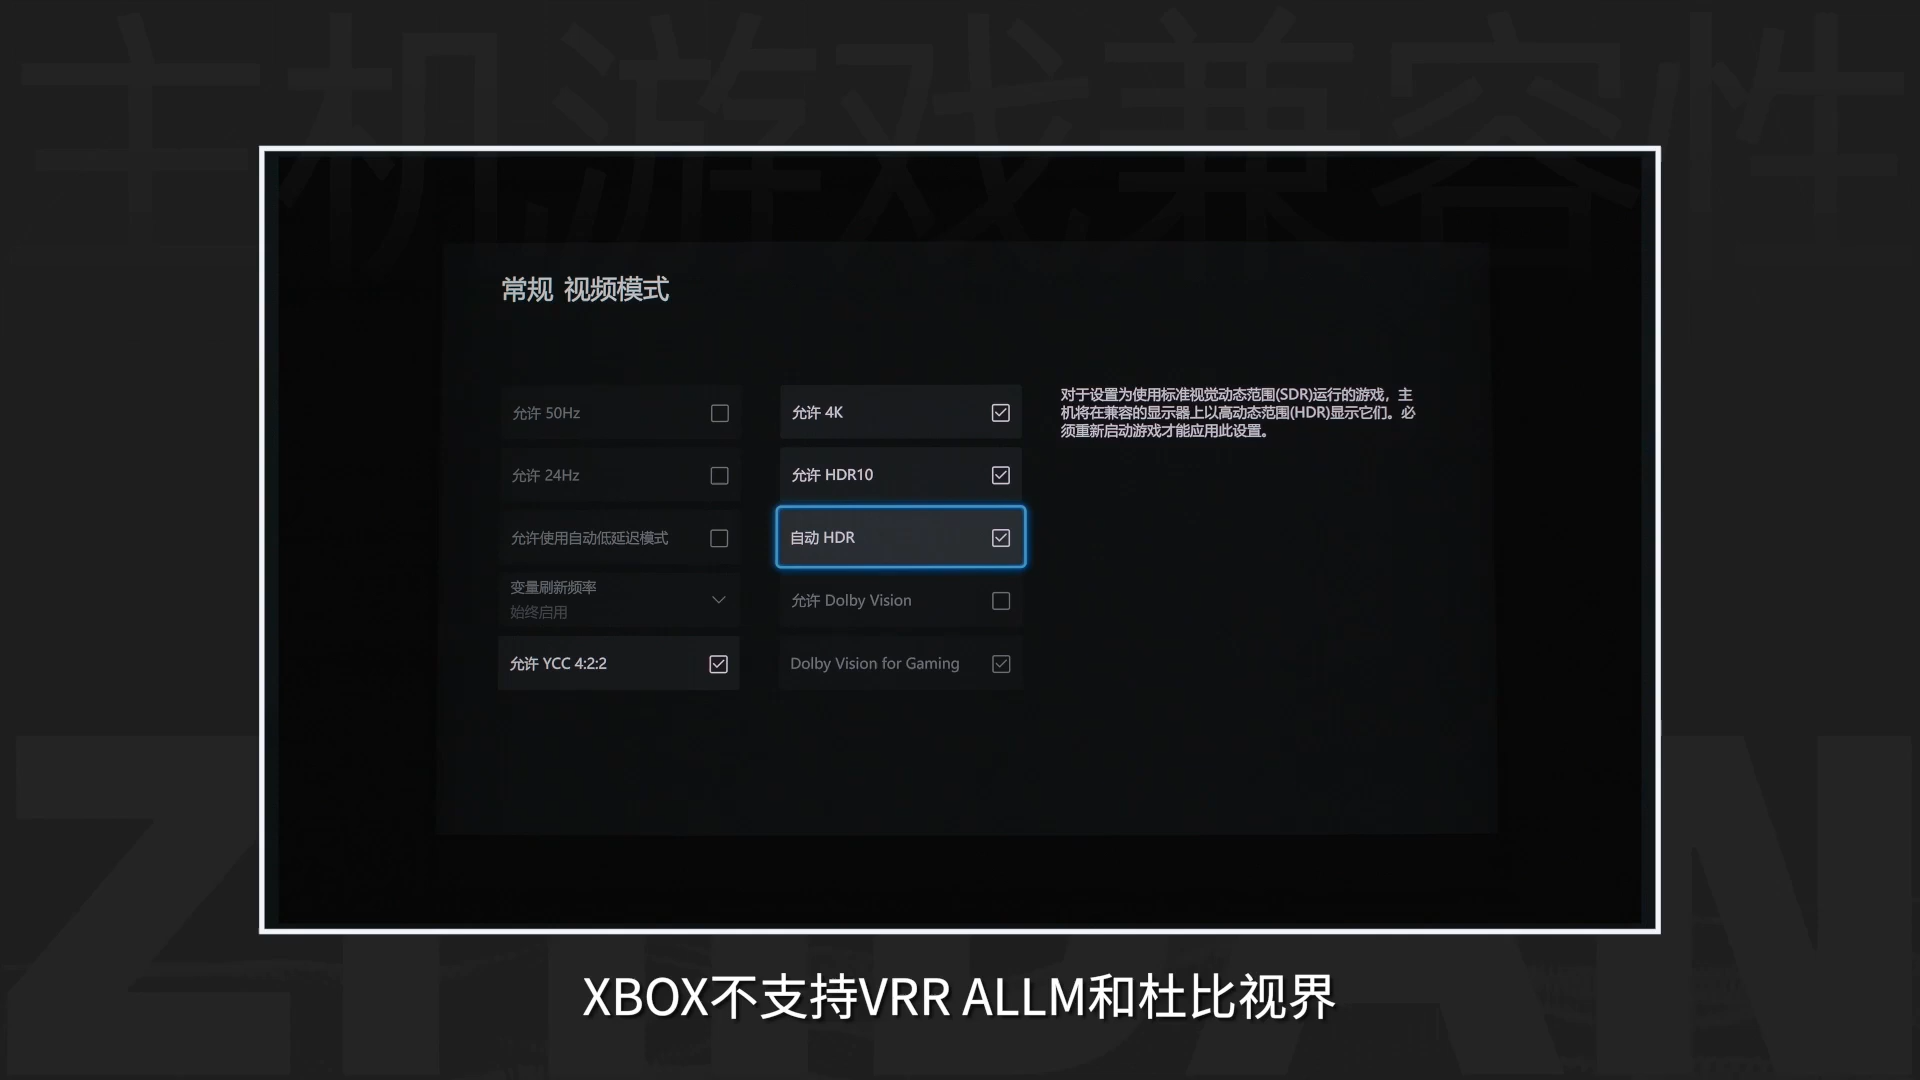 主机游戏兼容性
常规 视频模式
允许 50Hz
允许 24Hz
允许使用自动低延迟模式
变量刷新频率
始终启用
允许 YCC 4:2:2
允许 4K
允许 HDR10
自动 HDR
允许 Dolby Vision
Dolby Vision for Gaming
对于设置为使用标准视觉动态范围(SDR)运行的游戏，主
机将在兼容的显示器上以高动态范围(HDR)显示它们。必
须重新启动游戏才能应用此设置。
XBOX不支持VRR ALLM和杜比视界